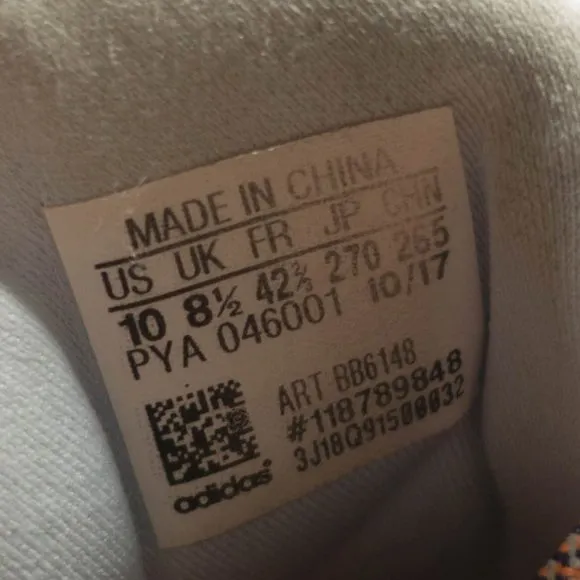 MADE IN CHINA
US UK FR JP CHN
10 8½ 42⅔ 270 265
PYA 046001 10/17
ART BB6148
#118789848
3J18Q91500032
adidas®